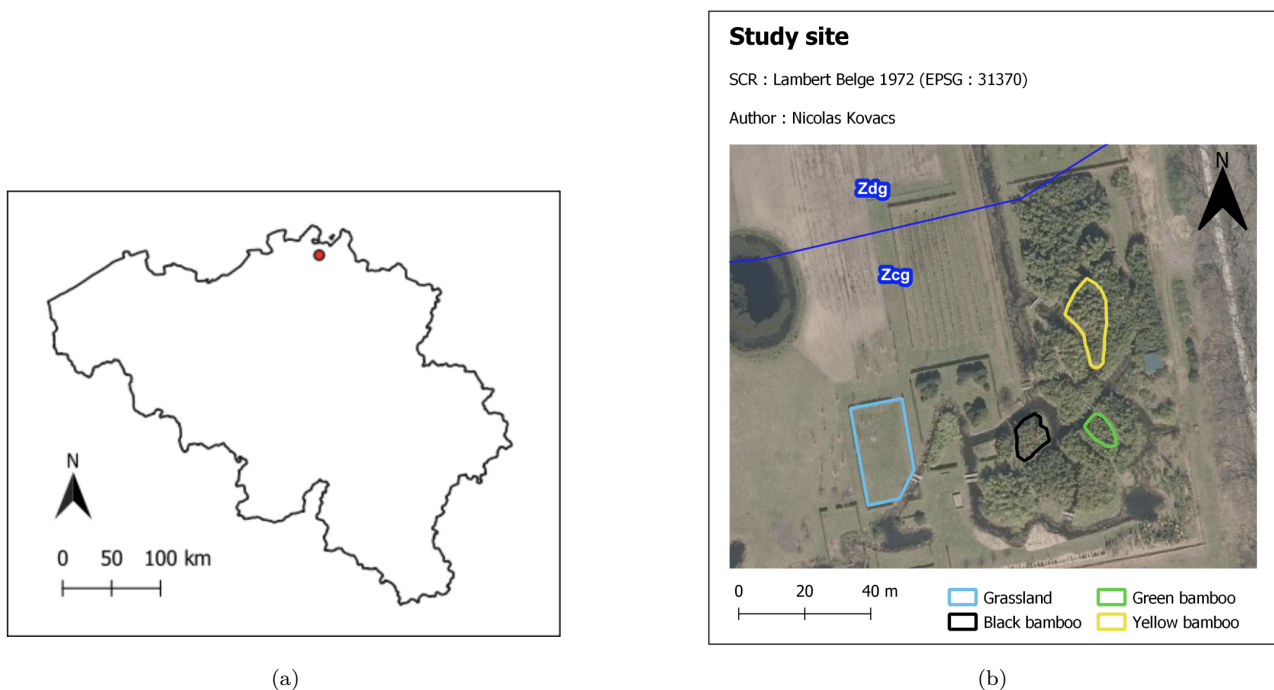 N
0 50 100 km
(a)
Study site
SCR : Lambert Belge 1972 (EPSG : 31370)
Author : Nicolas Kovacs
N
Zdg
Zcg
0 20 40 m
Grassland
Green bamboo
Black bamboo
Yellow bamboo
(b)